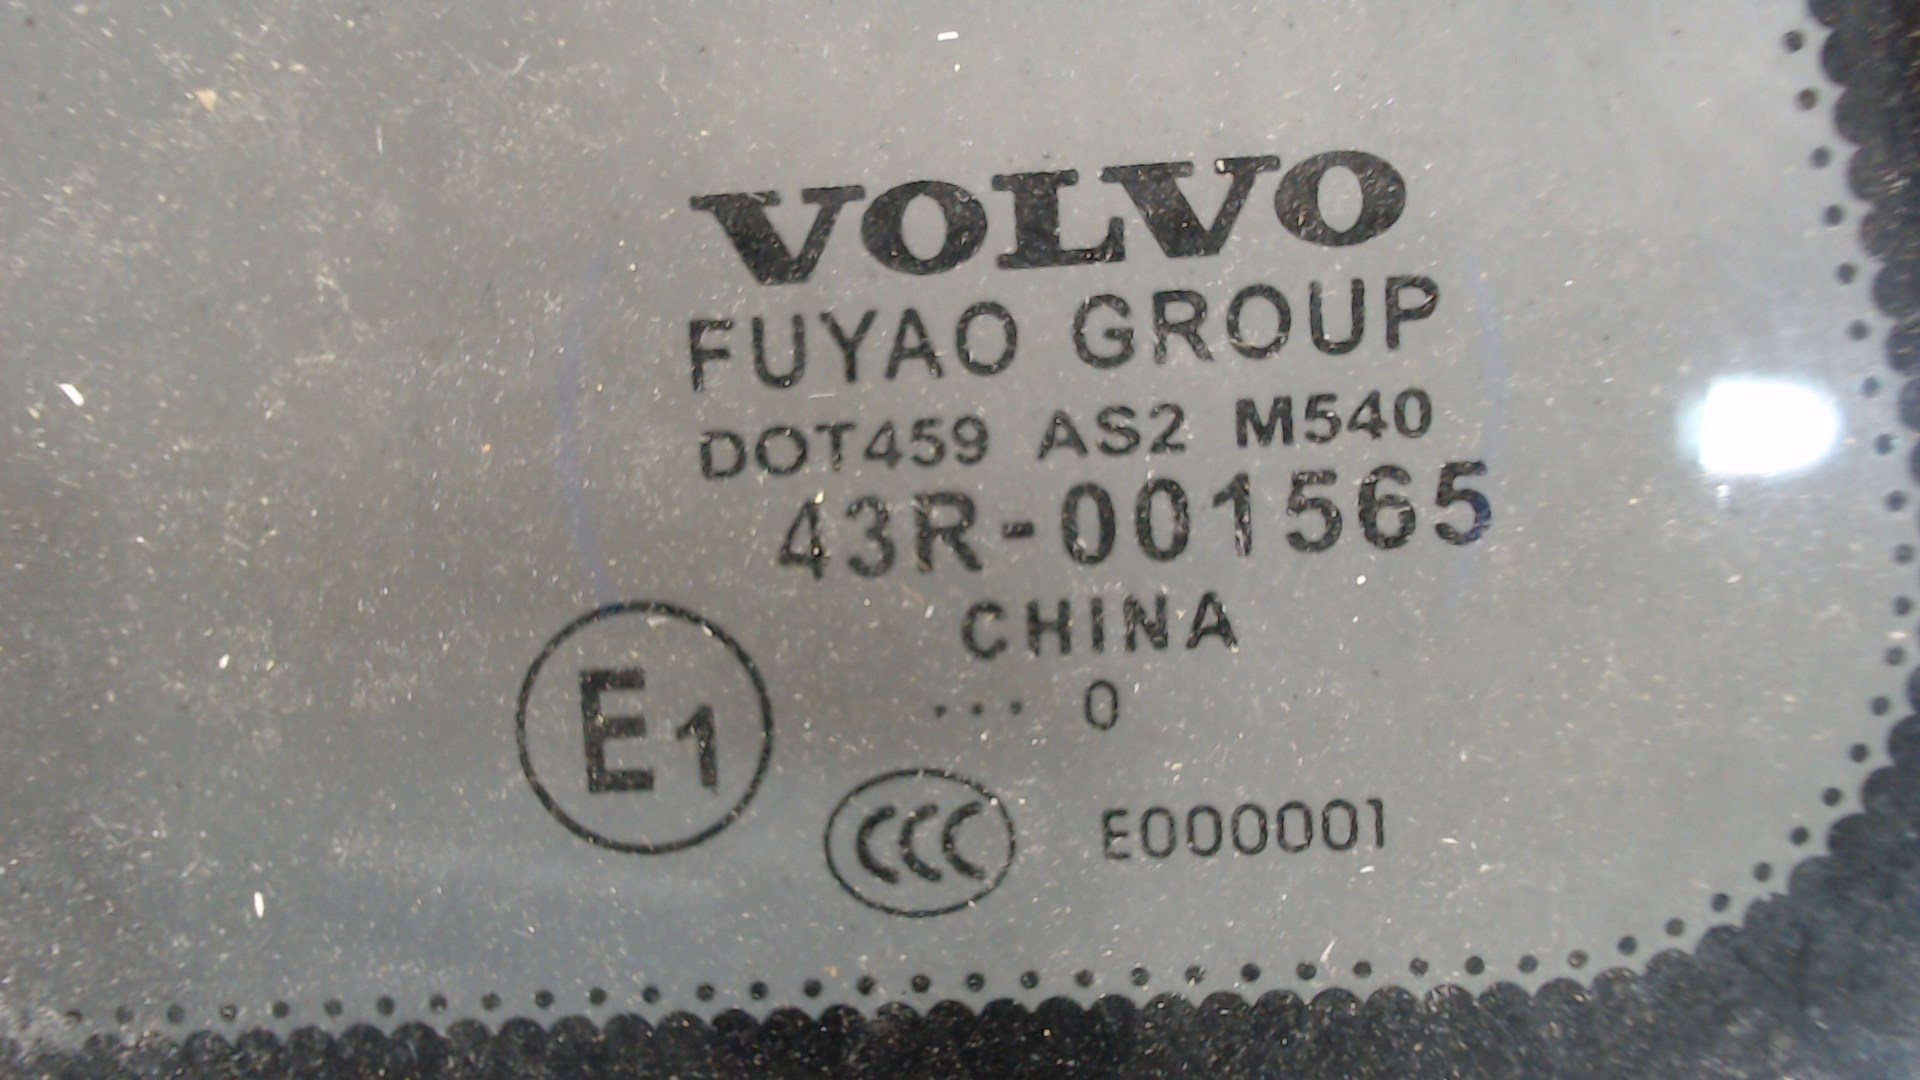 VOLVO
FUYAO GROUP
DOT459 AS2 M540
43R-001565
CHINA
E1
... 0
CCC E000001